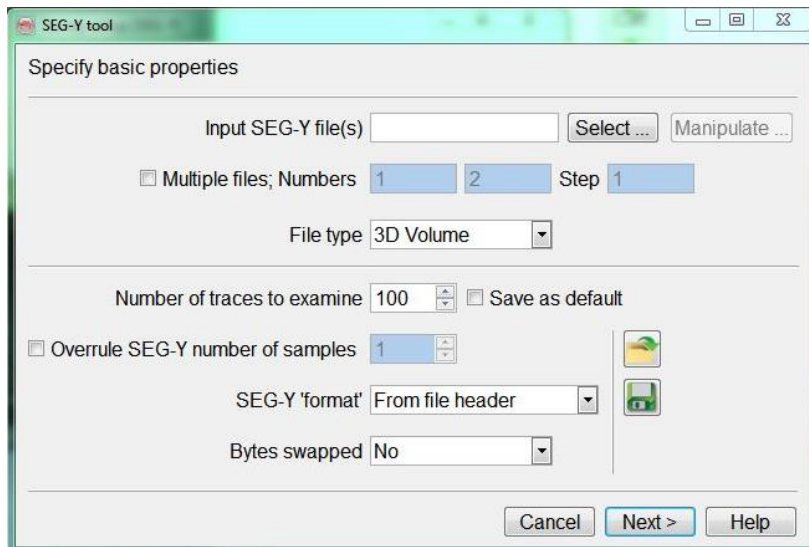 SEG-Y tool
Specify basic properties
Input SEG-Y file(s) Select ... Manipulate ...
Multiple files; Numbers 1 2 Step 1
File type 3D Volume
Number of traces to examine 100 Save as default
Overrule SEG-Y number of samples 1
SEG-Y 'format' From file header
Bytes swapped No
Cancel Next > Help